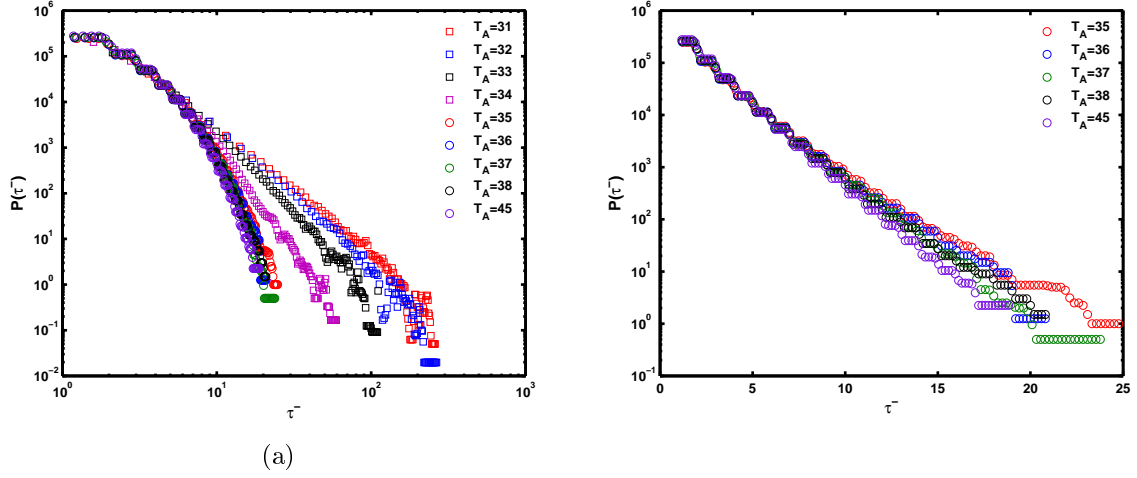 10^6
10^5
10^4
10^3
10^2
10^1
10^0
10^-1
10^-2
P(τ^-)
10^0
10^1
10^2
10^3
τ^-
T_A=31
T_A=32
T_A=33
T_A=34
T_A=35
T_A=36
T_A=37
T_A=38
T_A=45
(a)
10^6
10^5
10^4
10^3
10^2
10^1
10^0
10^-1
P(τ^-)
0
5
10
15
20
25
τ^-
T_A=35
T_A=36
T_A=37
T_A=38
T_A=45